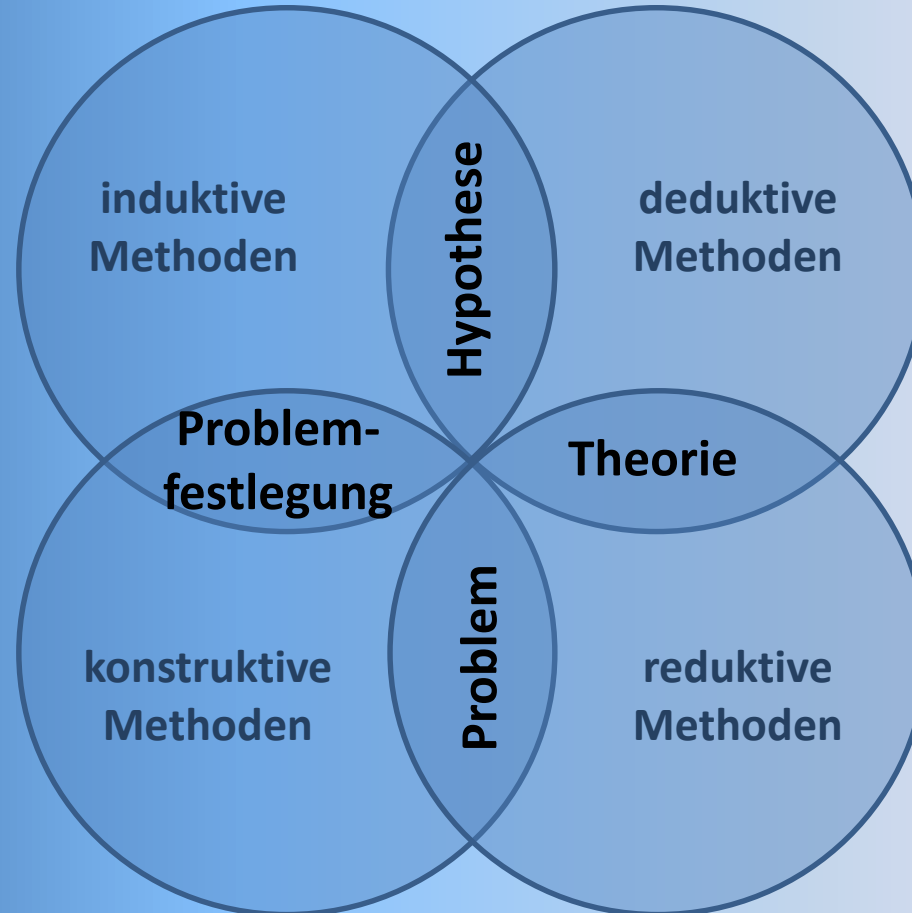 induktive
Methoden
Hypothese
deduktive
Methoden
Problem-
festlegung
Theorie
konstruktive
Methoden
Problem
reduktive
Methoden